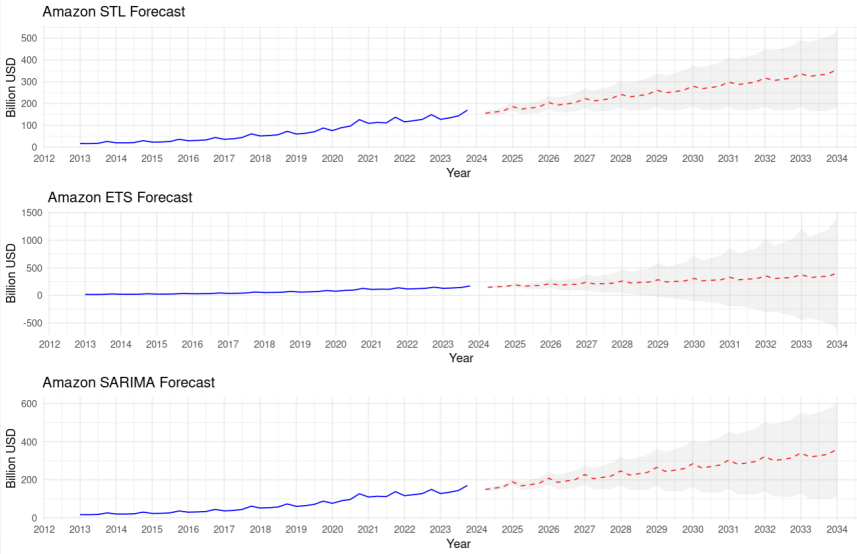 Amazon STL Forecast
500
400
300
200
100
0
Billion USD
2012 2013 2014 2015 2016 2017 2018 2019 2020 2021 2022 2023 2024 2025 2026 2027 2028 2029 2030 2031 2032 2033 2034
Year
Amazon ETS Forecast
1500
1000
500
0
-500
Billion USD
2012 2013 2014 2015 2016 2017 2018 2019 2020 2021 2022 2023 2024 2025 2026 2027 2028 2029 2030 2031 2032 2033 2034
Year
Amazon SARIMA Forecast
600
400
200
0
Billion USD
2012 2013 2014 2015 2016 2017 2018 2019 2020 2021 2022 2023 2024 2025 2026 2027 2028 2029 2030 2031 2032 2033 2034
Year